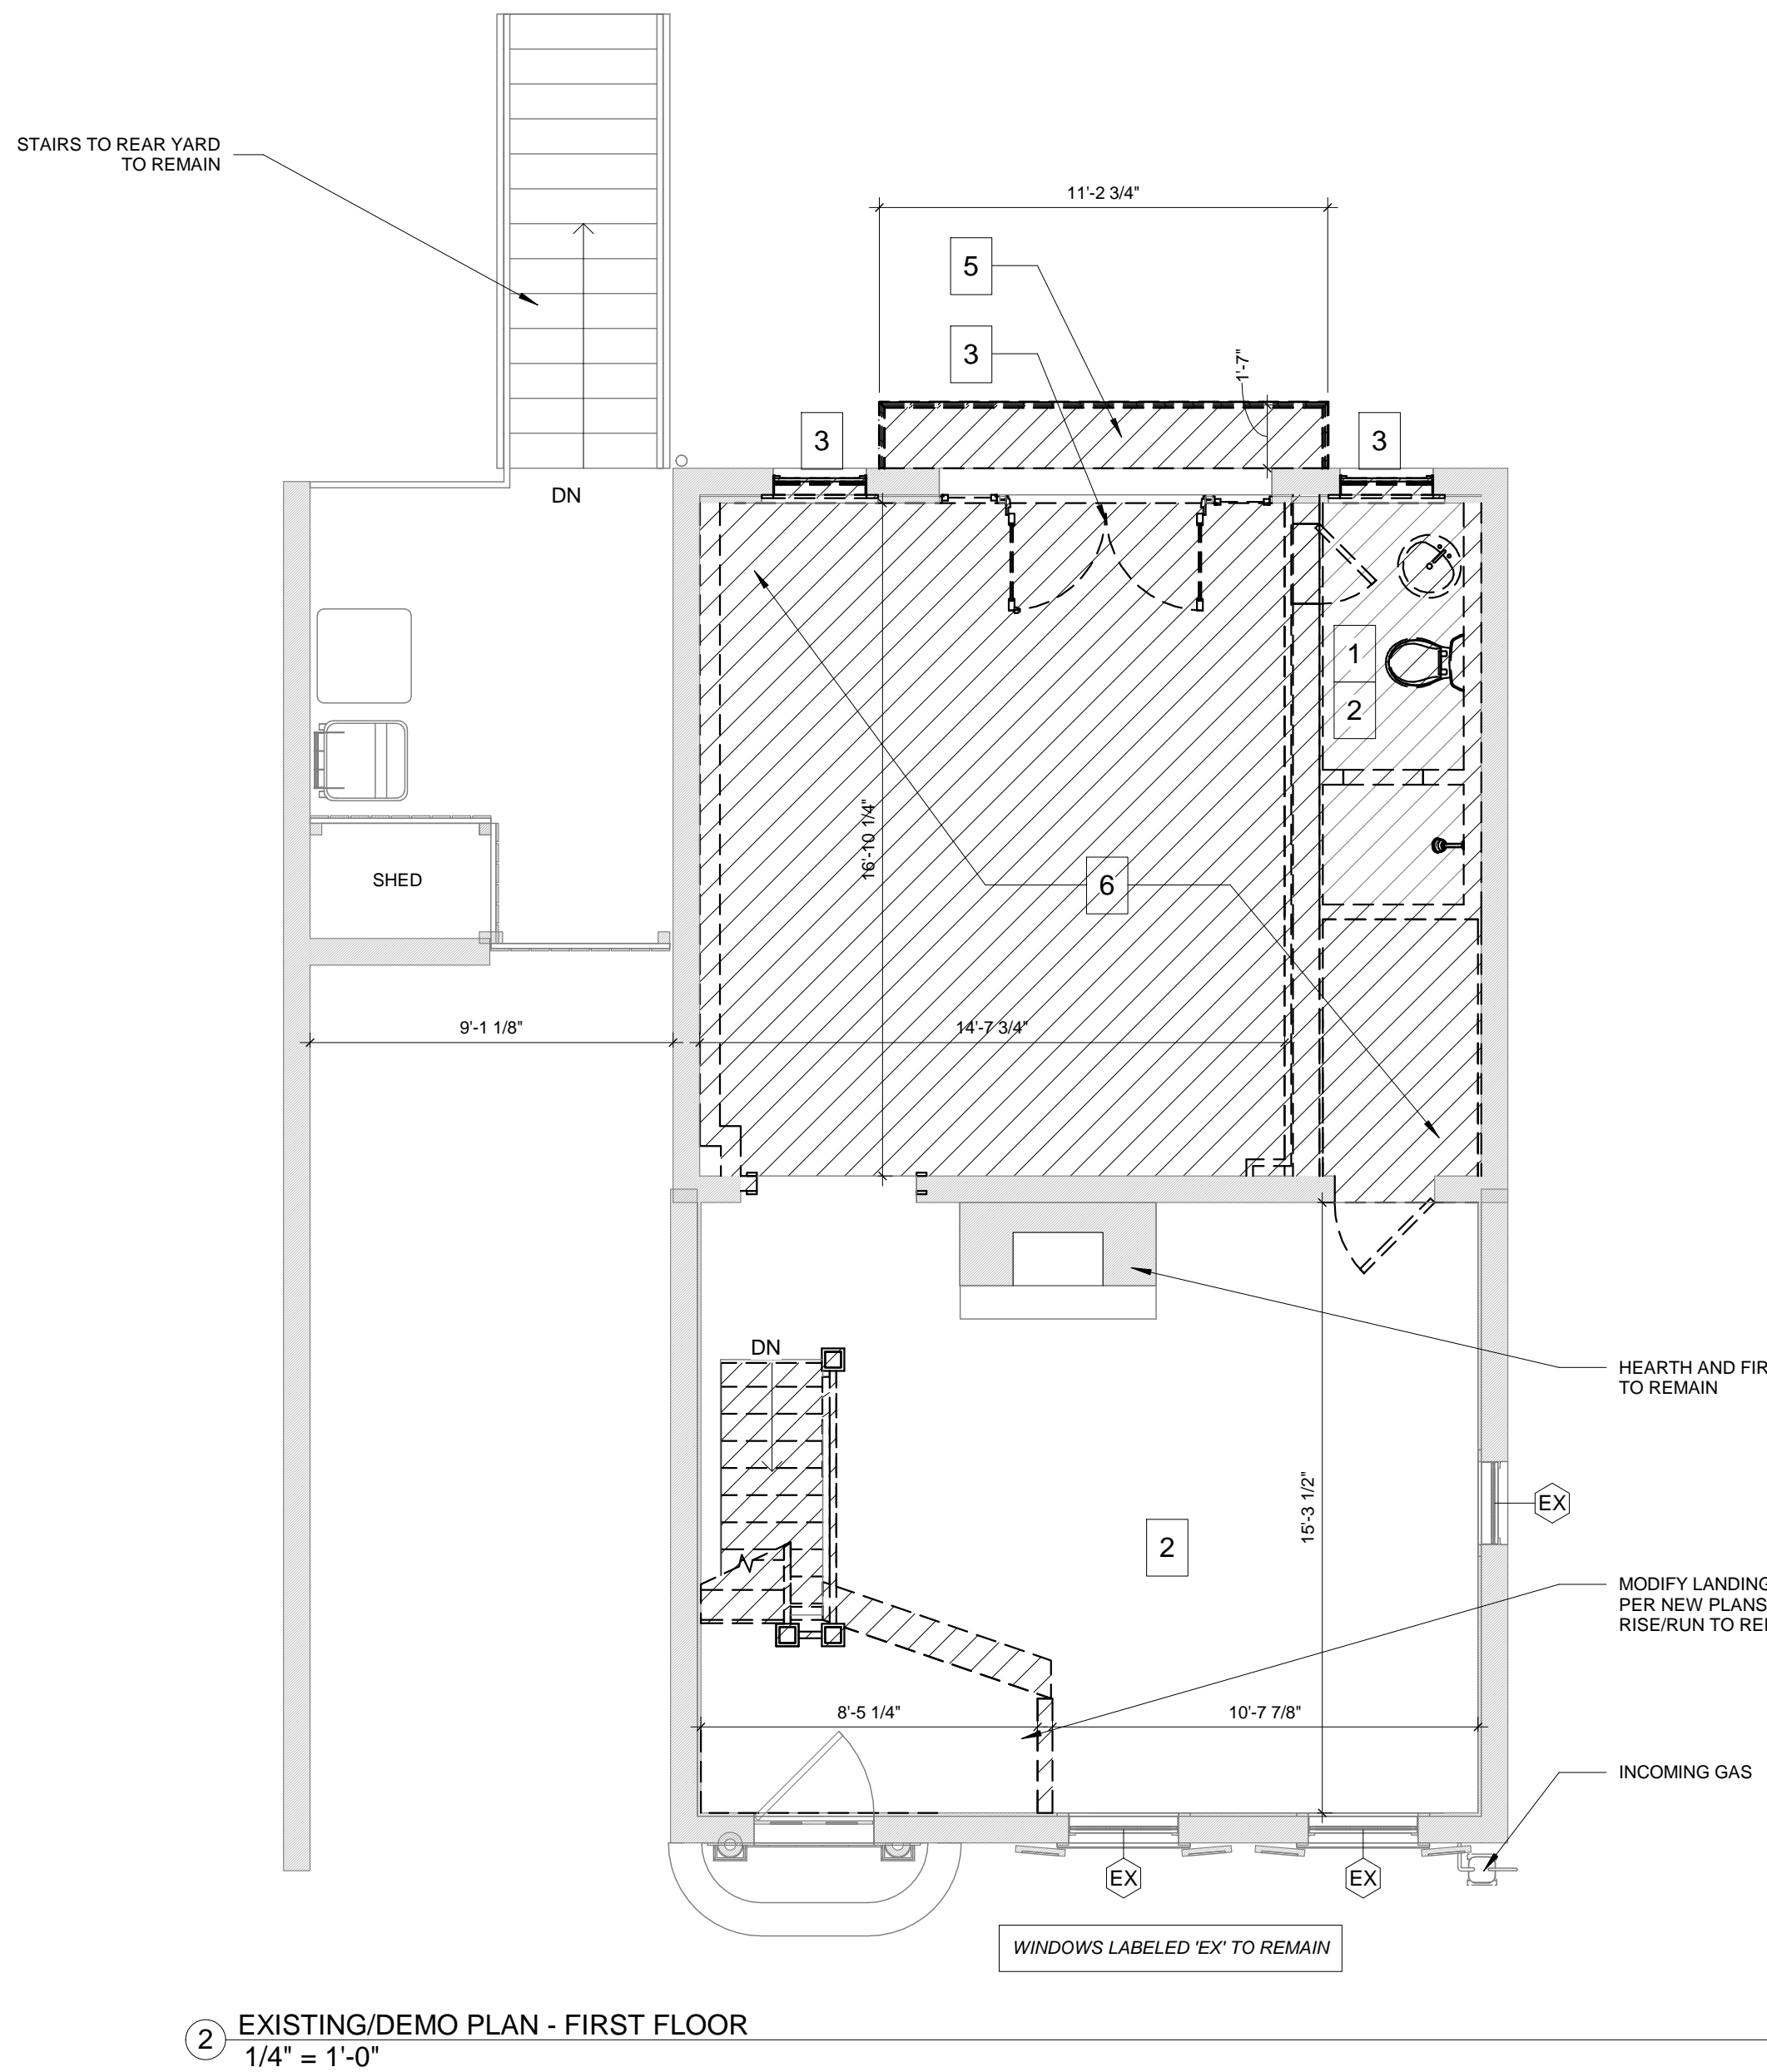 STAIRS TO REAR YARD
TO REMAIN
11'-2 3/4"
5
3
1'-7"
3
3
DN
1
2
16'-10 1/4"
SHED
6
9'-1 1/8"
14'-7 3/4"
DN
HEARTH AND FIR
TO REMAIN
15'-3 1/2"
EX
2
MODIFY LANDING
PER NEW PLANS
RISE/RUN TO RE
8'-5 1/4"
10'-7 7/8"
INCOMING GAS
EX
EX
WINDOWS LABELED 'EX' TO REMAIN
2
EXISTING/DEMO PLAN - FIRST FLOOR
1/4" = 1'-0"